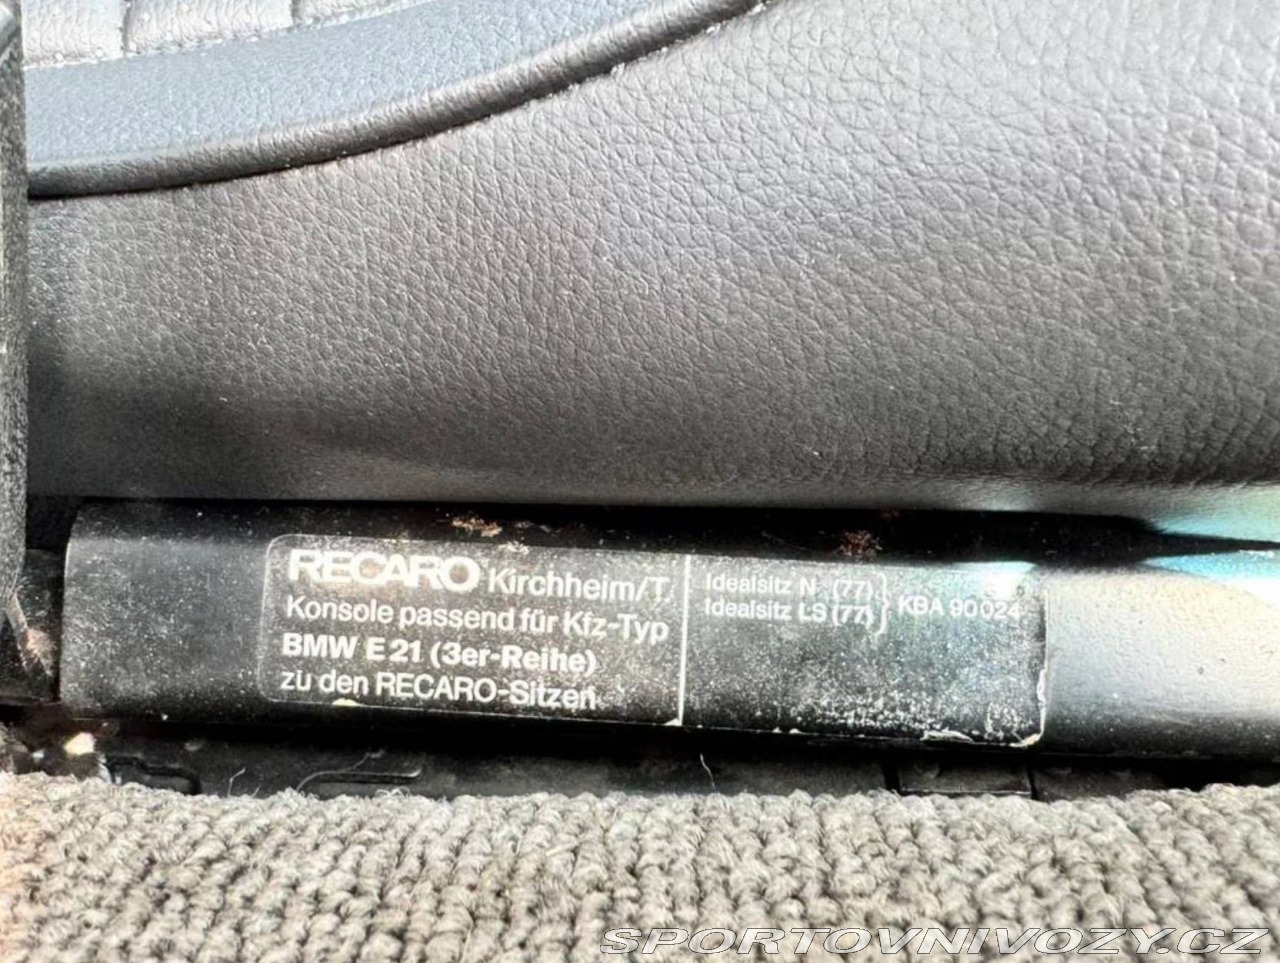 RECARO Kirchheim/T.
Konsole passend für Kfz-Typ
BMW E 21 (3er-Reihe)
zu den RECARO-Sitzen
Idealsitz N (77)
Idealsitz LS (77)
} KBA 90024
SPORTOVNIVOZY.CZ